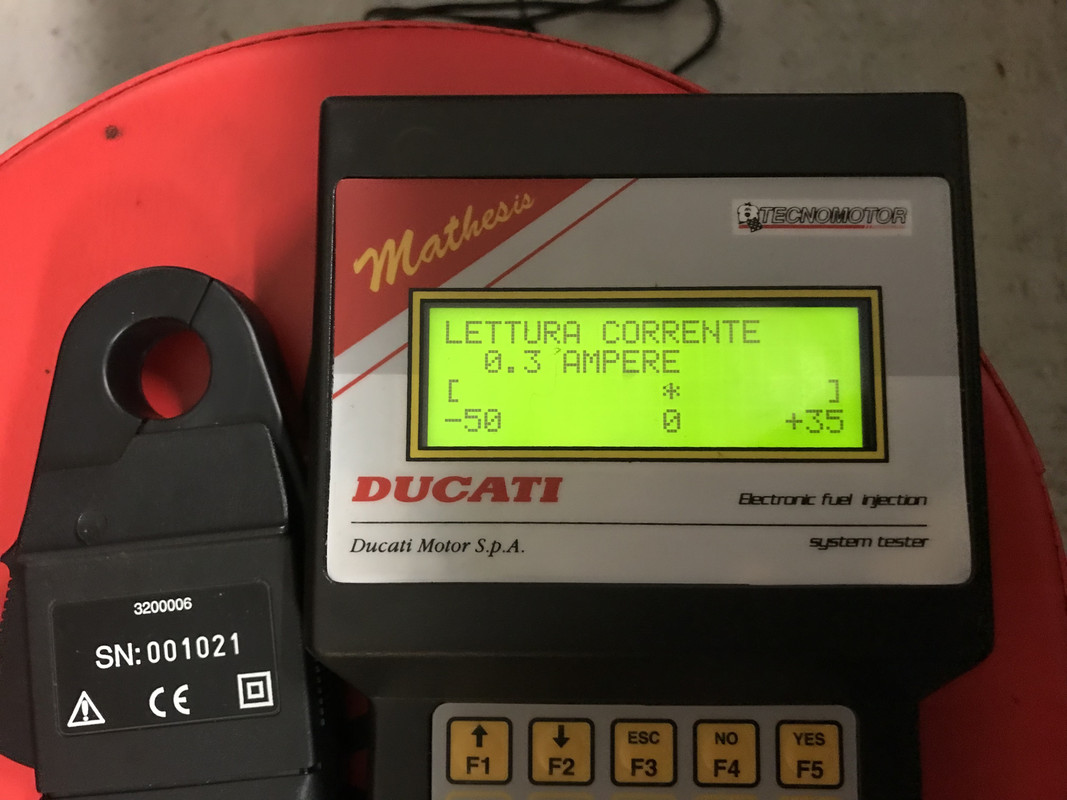 Mathesis
TECNOMOTOR
LETTURA CORRENTE
0.3 AMPERE
[ * ]
-50 0 +35
DUCATI
Electronic fuel injection
Ducati Motor S.p.A.
system tester
3200006
SN: 001021
CE
↑ F1
↓ F2
ESC F3
NO F4
YES F5